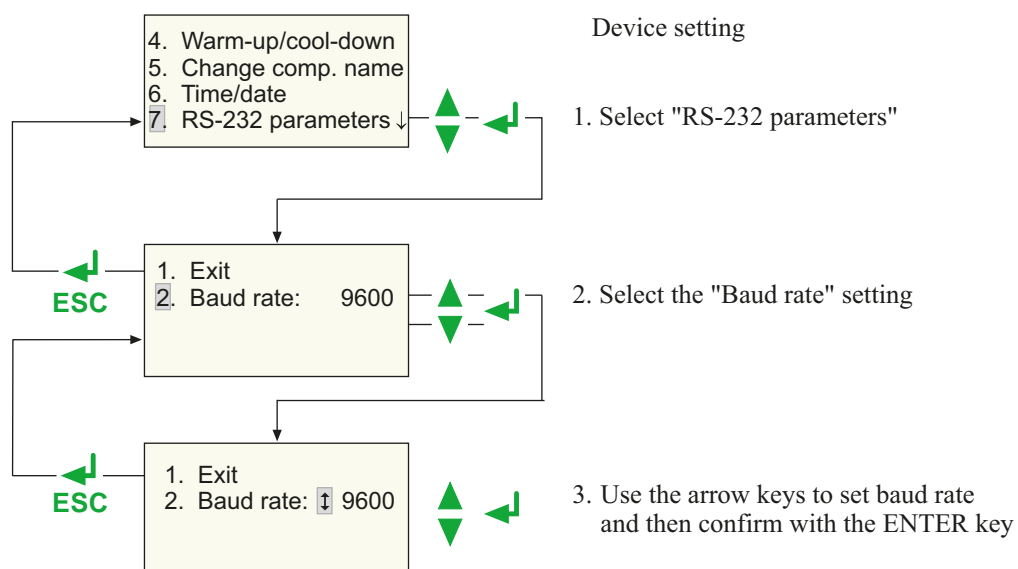 Device setting
4. Warm-up/cool-down
5. Change comp. name
6. Time/date
7. RS-232 parameters ↓
1. Select "RS-232 parameters"
1. Exit
2. Baud rate: 9600
ESC
2. Select the "Baud rate" setting
1. Exit
2. Baud rate: ↕ 9600
ESC
3. Use the arrow keys to set baud rate
and then confirm with the ENTER key